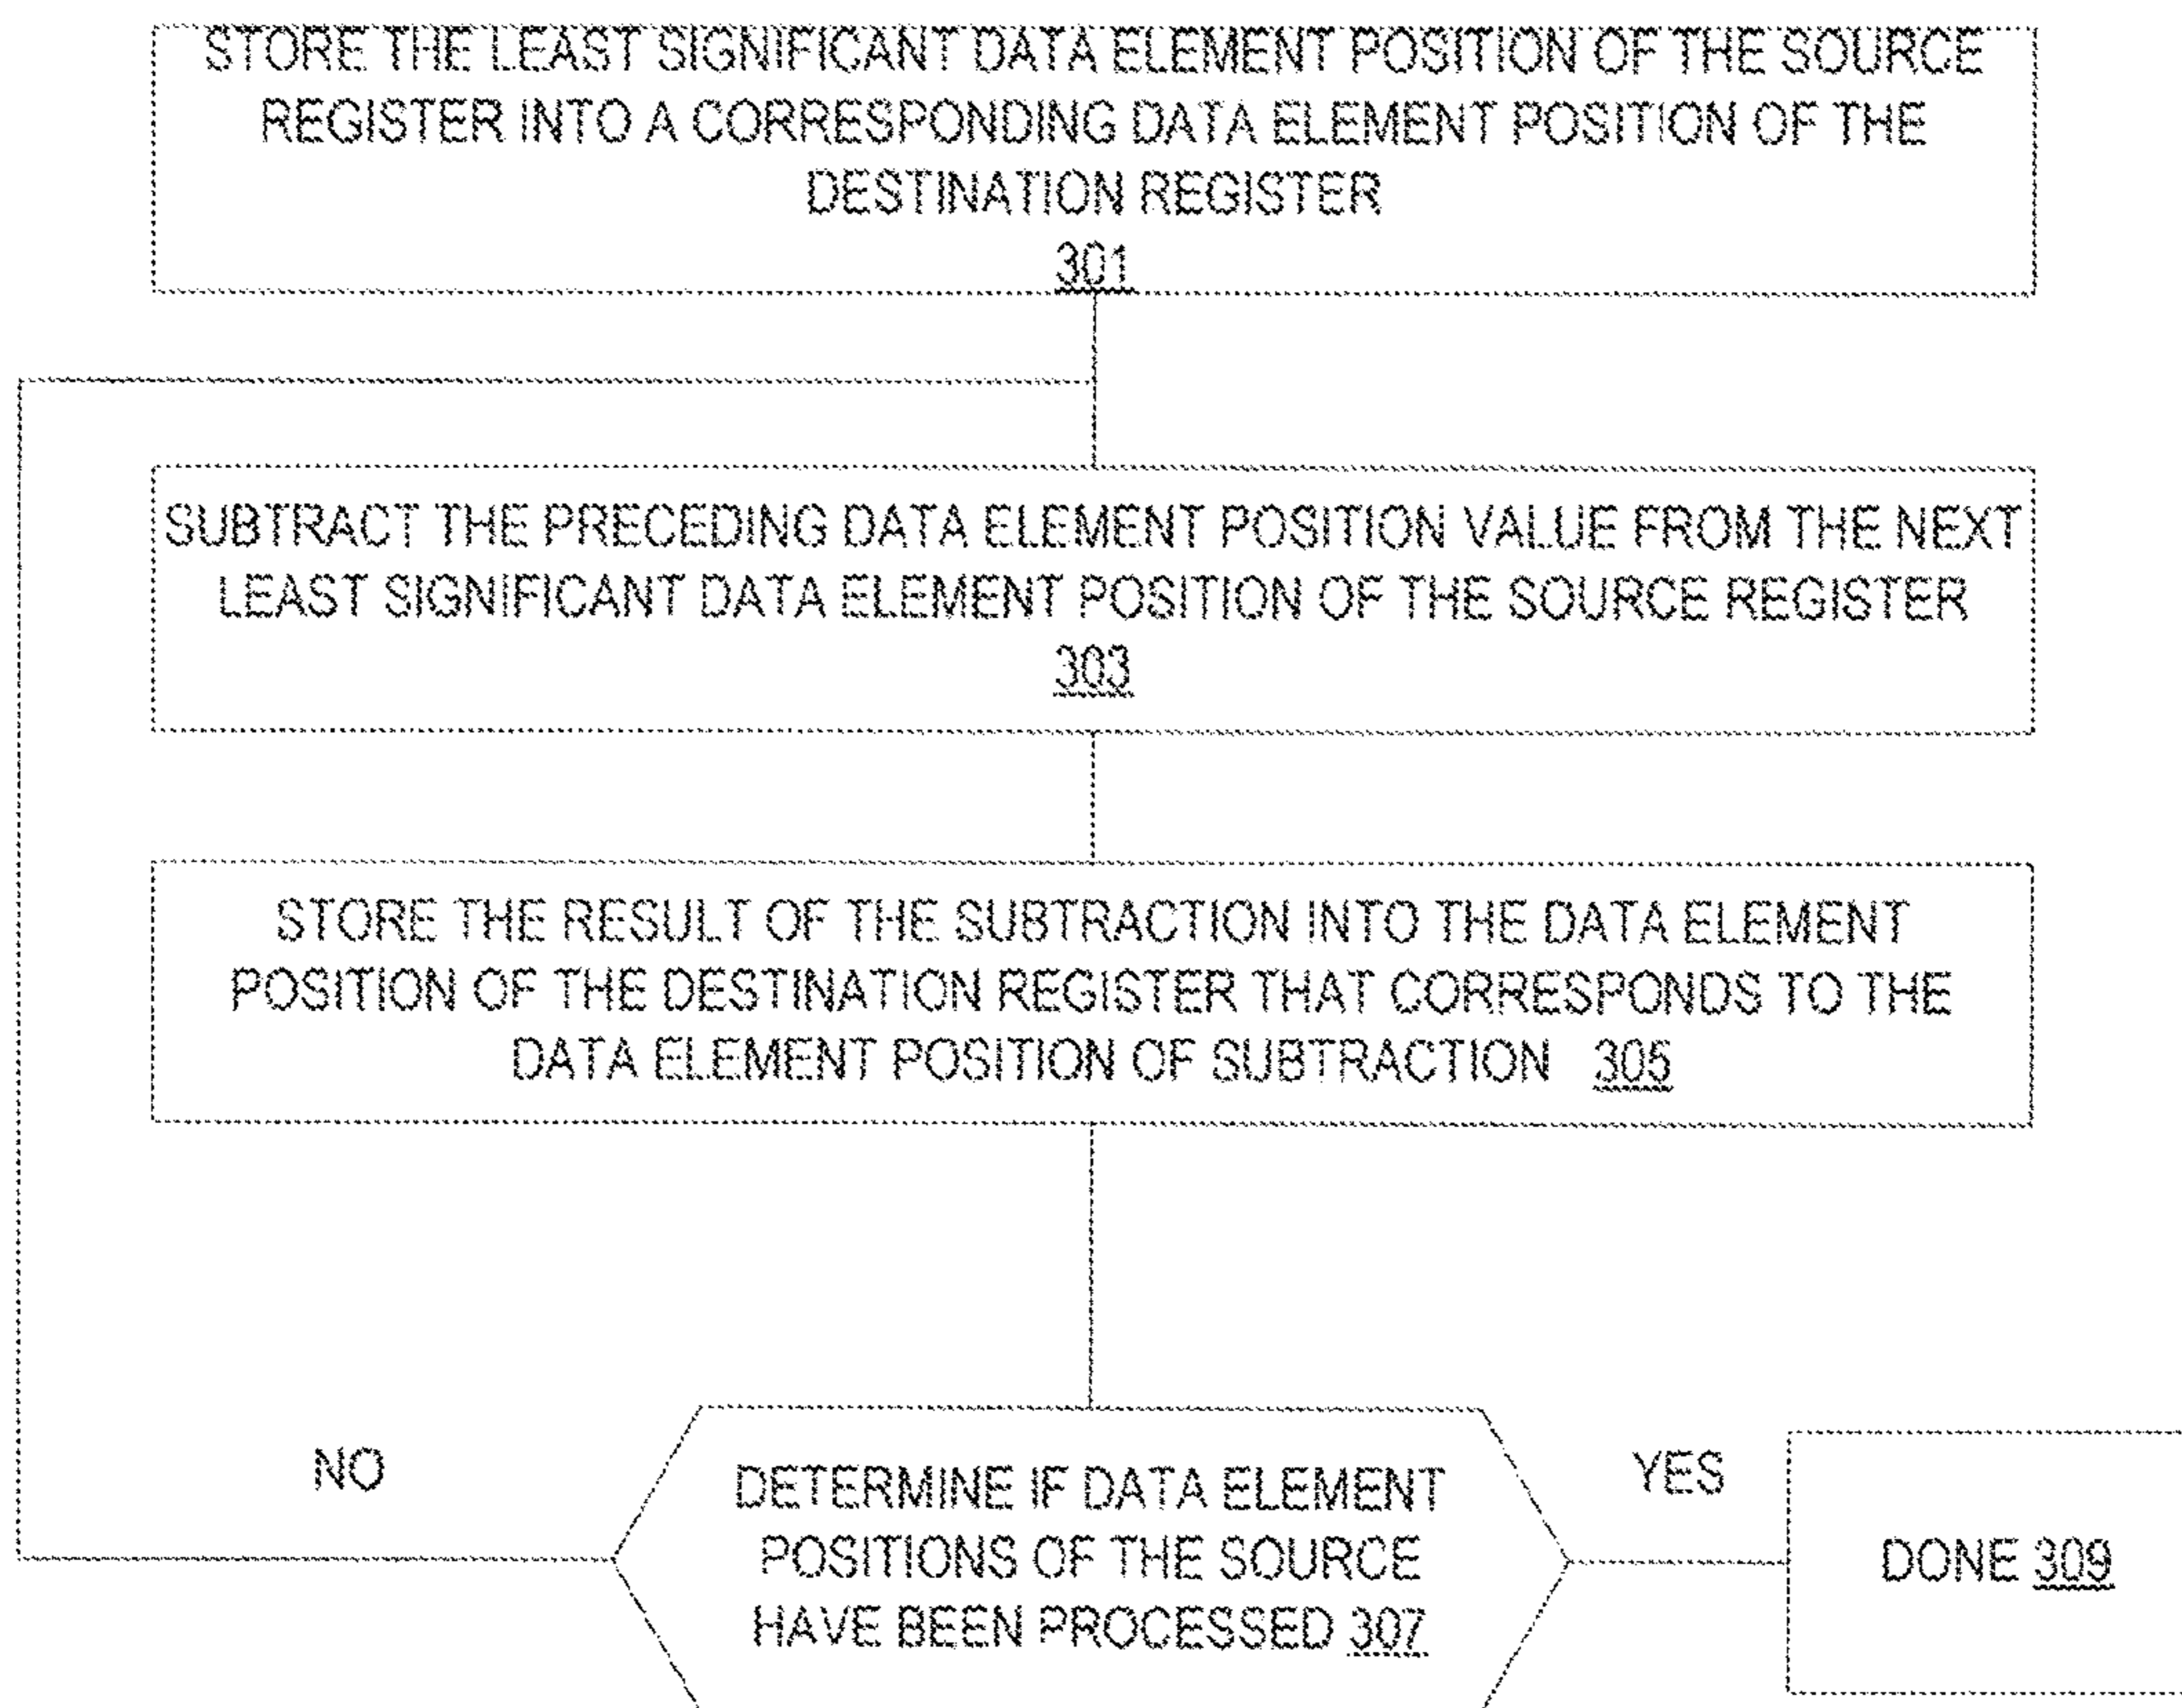 STORE THE LEAST SIGNIFICANT DATA ELEMENT POSITION OF THE SOURCE
REGISTER INTO A CORRESPONDING DATA ELEMENT POSITION OF THE
DESTINATION REGISTER
301
SUBTRACT THE PRECEDING DATA ELEMENT POSITION VALUE FROM THE NEXT
LEAST SIGNIFICANT DATA ELEMENT POSITION OF THE SOURCE REGISTER
303
STORE THE RESULT OF THE SUBTRACTION INTO THE DATA ELEMENT
POSITION OF THE DESTINATION REGISTER THAT CORRESPONDS TO THE
DATA ELEMENT POSITION OF SUBTRACTION 305
NO
DETERMINE IF DATA ELEMENT
POSITIONS OF THE SOURCE
HAVE BEEN PROCESSED 307
YES
DONE 309